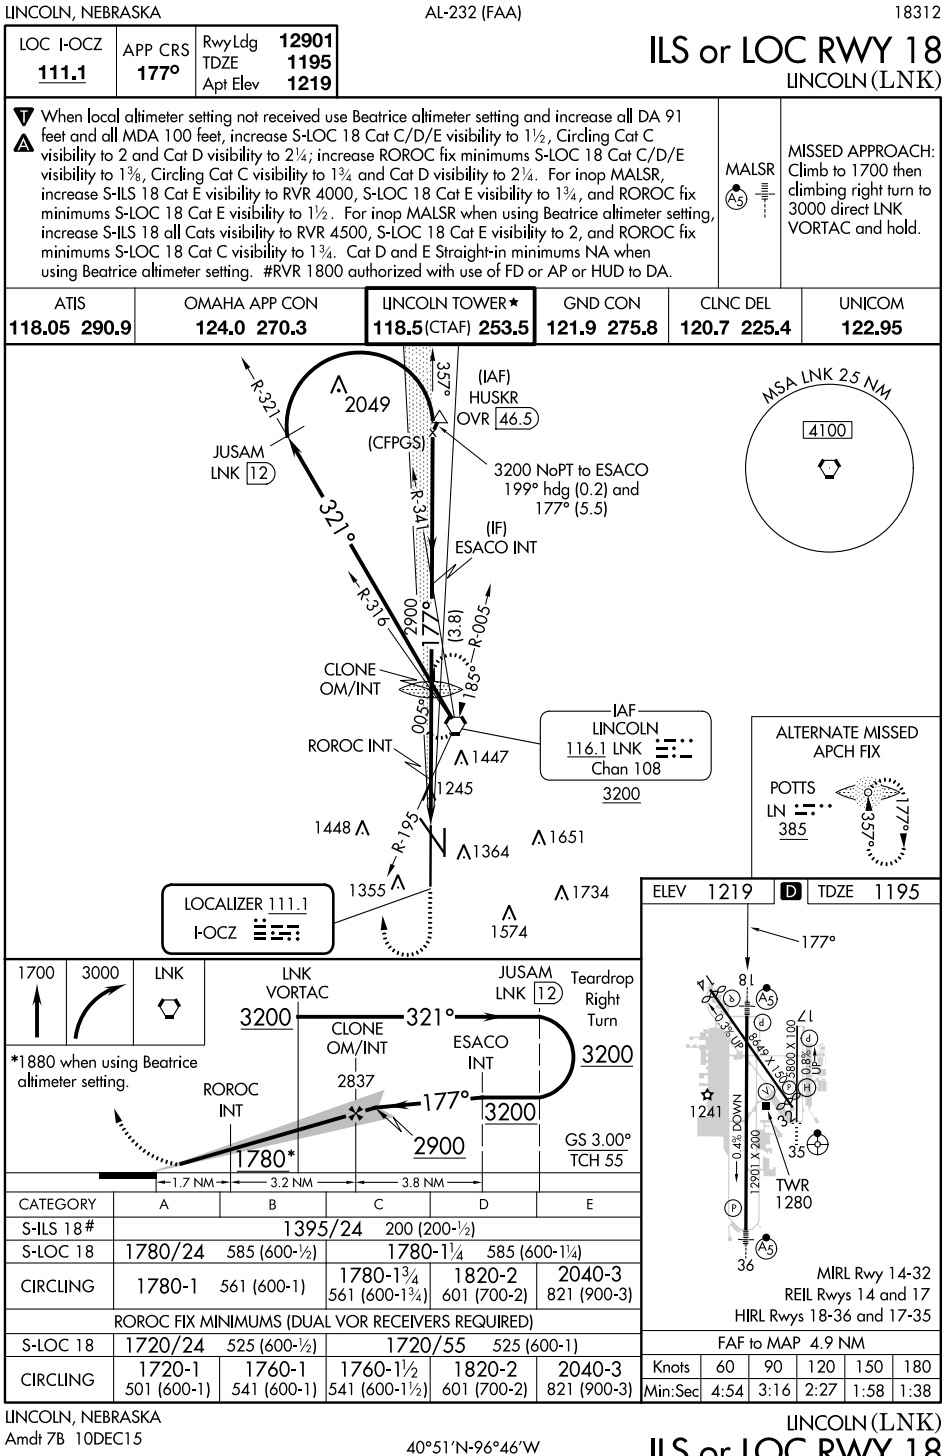 LINCOLN, NEBRASKA
AL-232 (FAA)
18312
LOC I-OCZ
111.1
APP CRS
177°
Rwy Ldg 12901
TDZE 1195
Apt Elev 1219
ILS or LOC RWY 18
LINCOLN (LNK)
T
A
When local altimeter setting not received use Beatrice altimeter setting and increase all DA 91
feet and all MDA 100 feet, increase S-LOC 18 Cat C/D/E visibility to 1½, Circling Cat C
visibility to 2 and Cat D visibility to 2¼; increase ROROC fix minimums S-LOC 18 Cat C/D/E
visibility to 1⅜, Circling Cat C visibility to 1¾ and Cat D visibility to 2¼. For inop MALSR,
increase S-ILS 18 Cat E visibility to RVR 4000, S-LOC 18 Cat E visibility to 1¾, and ROROC fix
minimums S-LOC 18 Cat E visibility to 1½. For inop MALSR when using Beatrice altimeter setting,
increase S-ILS 18 all Cats visibility to RVR 4500, S-LOC 18 Cat E visibility to 2, and ROROC fix
minimums S-LOC 18 Cat C visibility to 1¾. Cat D and E Straight-in minimums NA when
using Beatrice altimeter setting. #RVR 1800 authorized with use of FD or AP or HUD to DA.
MALSR
A5
MISSED APPROACH:
Climb to 1700 then
climbing right turn to
3000 direct LNK
VORTAC and hold.
ATIS
118.05 290.9
OMAHA APP CON
124.0 270.3
LINCOLN TOWER★
118.5 (CTAF) 253.5
GND CON
121.9 275.8
CLNC DEL
120.7 225.4
UNICOM
122.95
R-321
2049
357°
(IAF)
HUSKR
OVR 46.5
(CFPGS)
JUSAM
LNK 12
3200 NoPT to ESACO
199° hdg (0.2) and
177° (5.5)
R-341
321°
(IF)
ESACO INT
R-316
2900
177°
(3.8)
R-005
CLONE
OM/INT
185°
005°
ROROC INT
1447
1245
IAF
LINCOLN
116.1 LNK
Chan 108
3200
1448
R-195
1364
1651
1355
1734
1574
LOCALIZER 111.1
I-OCZ
MSA LNK 25 NM
4100
ALTERNATE MISSED
APCH FIX
POTTS
LN
385
357°
177°
ELEV 1219
D
TDZE 1195
177°
18
A5
14
17
P
P
P
P
0.3% UP
8649 X 150
5800 X 100
0.8% UP
H
V
32
1241
0.4% DOWN
12901 X 200
35
TWR
1280
P
A5
36
MIRL Rwy 14-32
REIL Rwys 14 and 17
HIRL Rwys 18-36 and 17-35
FAF to MAP 4.9 NM
Knots 60 90 120 150 180
Min:Sec 4:54 3:16 2:27 1:58 1:38
1700
3000
LNK
*1880 when using Beatrice
altimeter setting.
LNK
VORTAC
3200
321°
JUSAM
LNK 12
Teardrop
Right
Turn
3200
CLONE
OM/INT
2837
ESACO
INT
177°
3200
ROROC
INT
2900
1780*
GS 3.00°
TCH 55
1.7 NM
3.2 NM
3.8 NM
CATEGORY A B C D E
S-ILS 18# 1395/24 200 (200-½)
S-LOC 18 1780/24 585 (600-½) 1780-1¼ 585 (600-1¼)
CIRCLING 1780-1 561 (600-1) 1780-1¾ 561 (600-1¾) 1820-2 601 (700-2) 2040-3 821 (900-3)
ROROC FIX MINIMUMS (DUAL VOR RECEIVERS REQUIRED)
S-LOC 18 1720/24 525 (600-½) 1720/55 525 (600-1)
CIRCLING 1720-1 501 (600-1) 1760-1 541 (600-1) 1760-1½ 541 (600-1½) 1820-2 601 (700-2) 2040-3 821 (900-3)
LINCOLN, NEBRASKA
Amdt 7B 10DEC15
40°51'N-96°46'W
LINCOLN (LNK)
ILS or LOC RWY 18